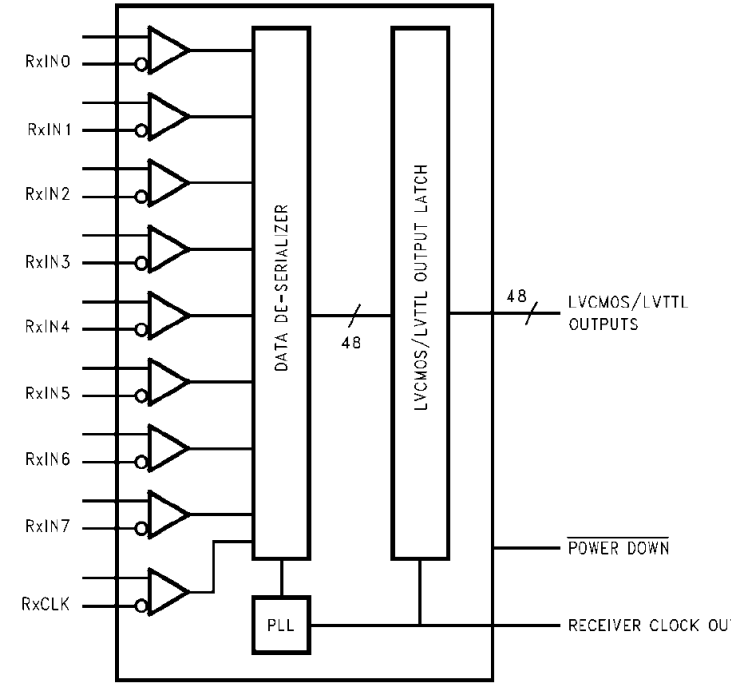 RxIN0
RxIN1
RxIN2
RxIN3
RxIN4
RxIN5
RxIN6
RxIN7
RxCLK
DATA DE-SERIALIZER
48
LVCMOS/LVTTL OUTPUT LATCH
48
LVCMOS/LVTTL
OUTPUTS
POWER DOWN
PLL
RECEIVER CLOCK OUT